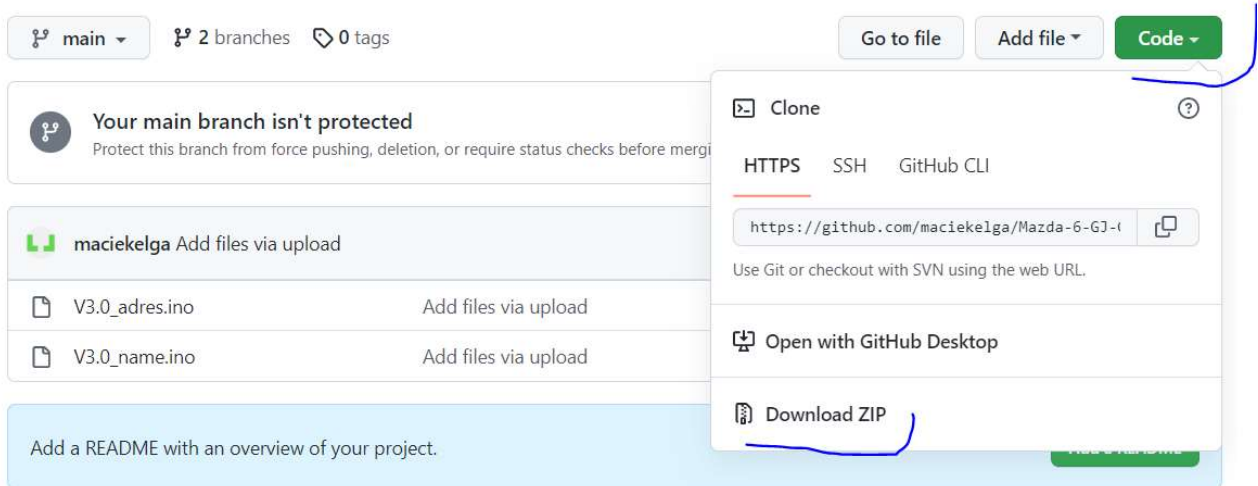 main 2 branches 0 tags Go to file Add file Code
Your main branch isn't protected
Protect this branch from force pushing, deletion, or require status checks before
Clone
HTTPS SSH GitHub CLI
https://github.com/maciekelga/Mazda-6-GJ-
Use Git or checkout with SVN using the web URL.
Open with GitHub Desktop
Download ZIP
maciekelga Add files via upload
V3.0_adres.ino Add files via upload
V3.0_name.ino Add files via upload
Add a README with an overview of your project.